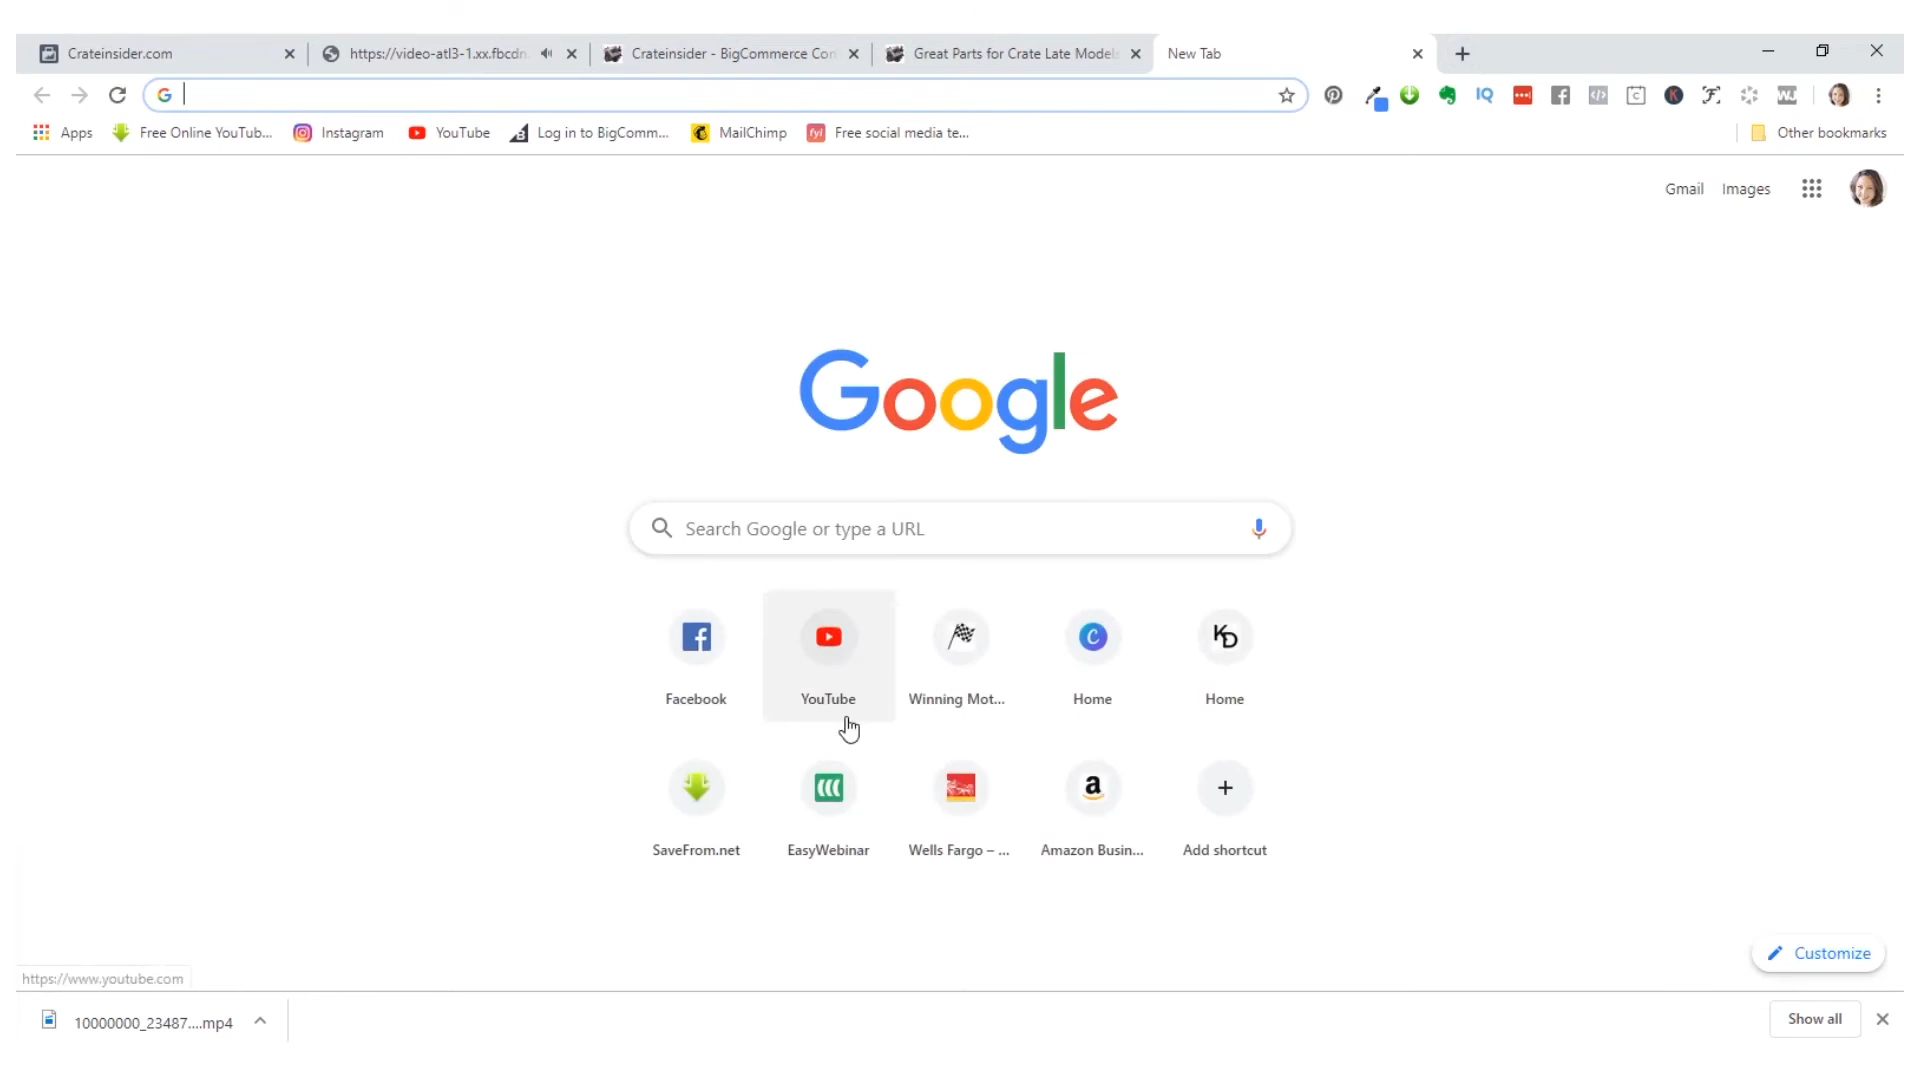 Crateinsider.com
https://video-atl3-1.xx.fbcdn.
Crateinsider - BigCommerce Con
Great Parts for Crate Late Models
New Tab
Apps
Free Online YouTub...
Instagram
YouTube
Log in to BigComm...
MailChimp
fyi
Free social media te...
Other bookmarks
Gmail
Images
Google
Search Google or type a URL
Facebook
YouTube
Winning Mot...
Home
Home
SaveFrom.net
EasyWebinar
Wells Fargo – ...
Amazon Busin...
Add shortcut
Customize
https://www.youtube.com
10000000_23487....mp4
Show all